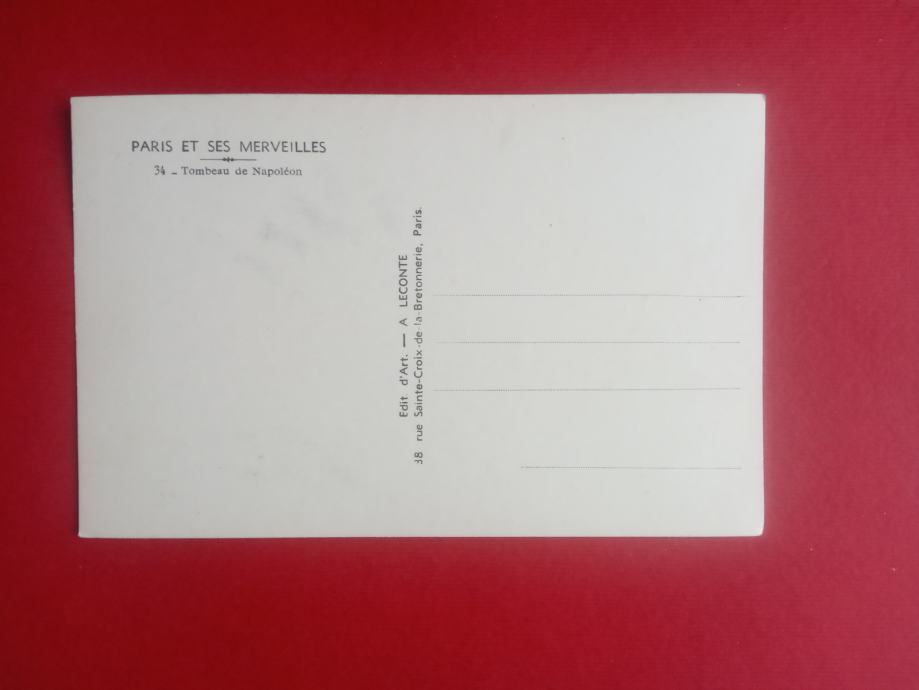 PARIS ET SES MERVEILLES
34 - Tombeau de Napoléon
Edit d'Art. — A LECONTE
38 rue Sainte-Croix-de-la-Bretonnerie, Paris.